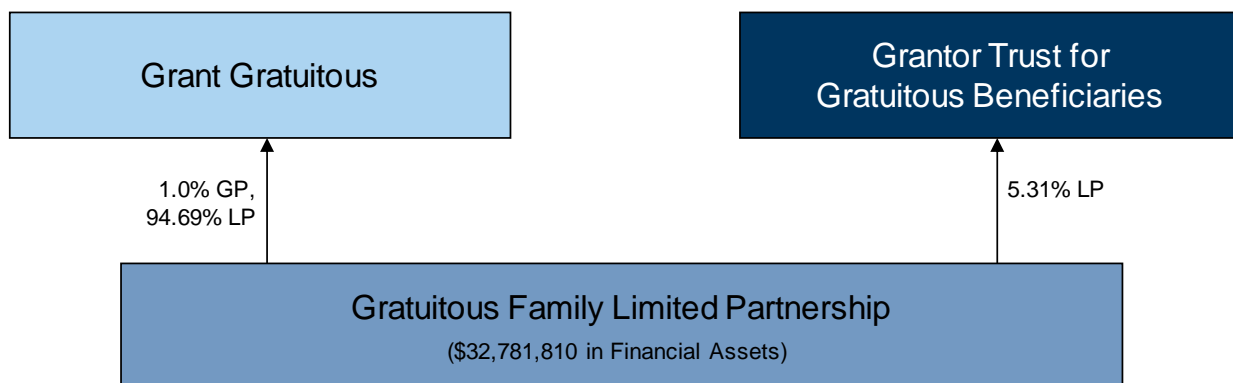 Grant Gratuitous
Grantor Trust for
Gratuitous Beneficiaries
1.0% GP,
94.69% LP
5.31% LP
Gratuitous Family Limited Partnership
($32,781,810 in Financial Assets)